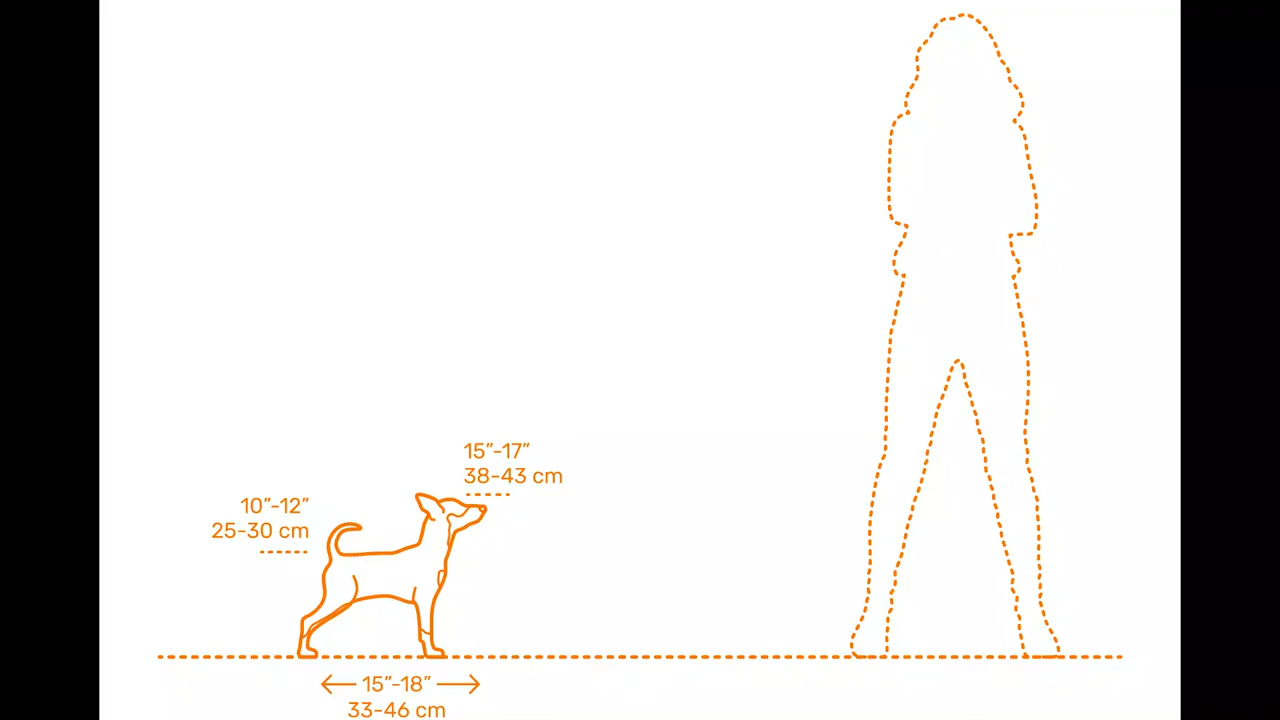 15”-17”
38-43 cm
10”-12”
25-30 cm
15”-18”
33-46 cm